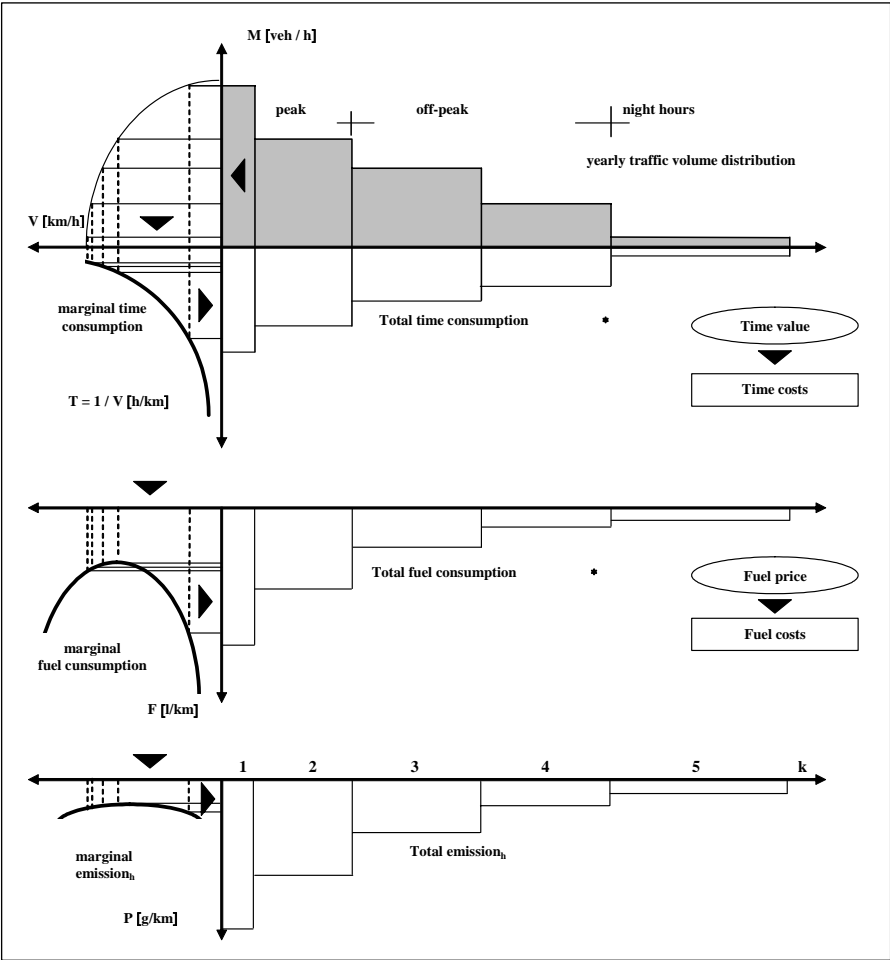 M [veh / h]
peak
off-peak
night hours
yearly traffic volume distribution
V [km/h]
marginal time
consumption
Total time consumption
*
Time value
Time costs
T = 1 / V [h/km]
Total fuel consumption
*
Fuel price
Fuel costs
marginal
fuel cunsumption
F [l/km]
1 2 3 4 5 k
Total emissionₕ
marginal
emissionₕ
P [g/km]